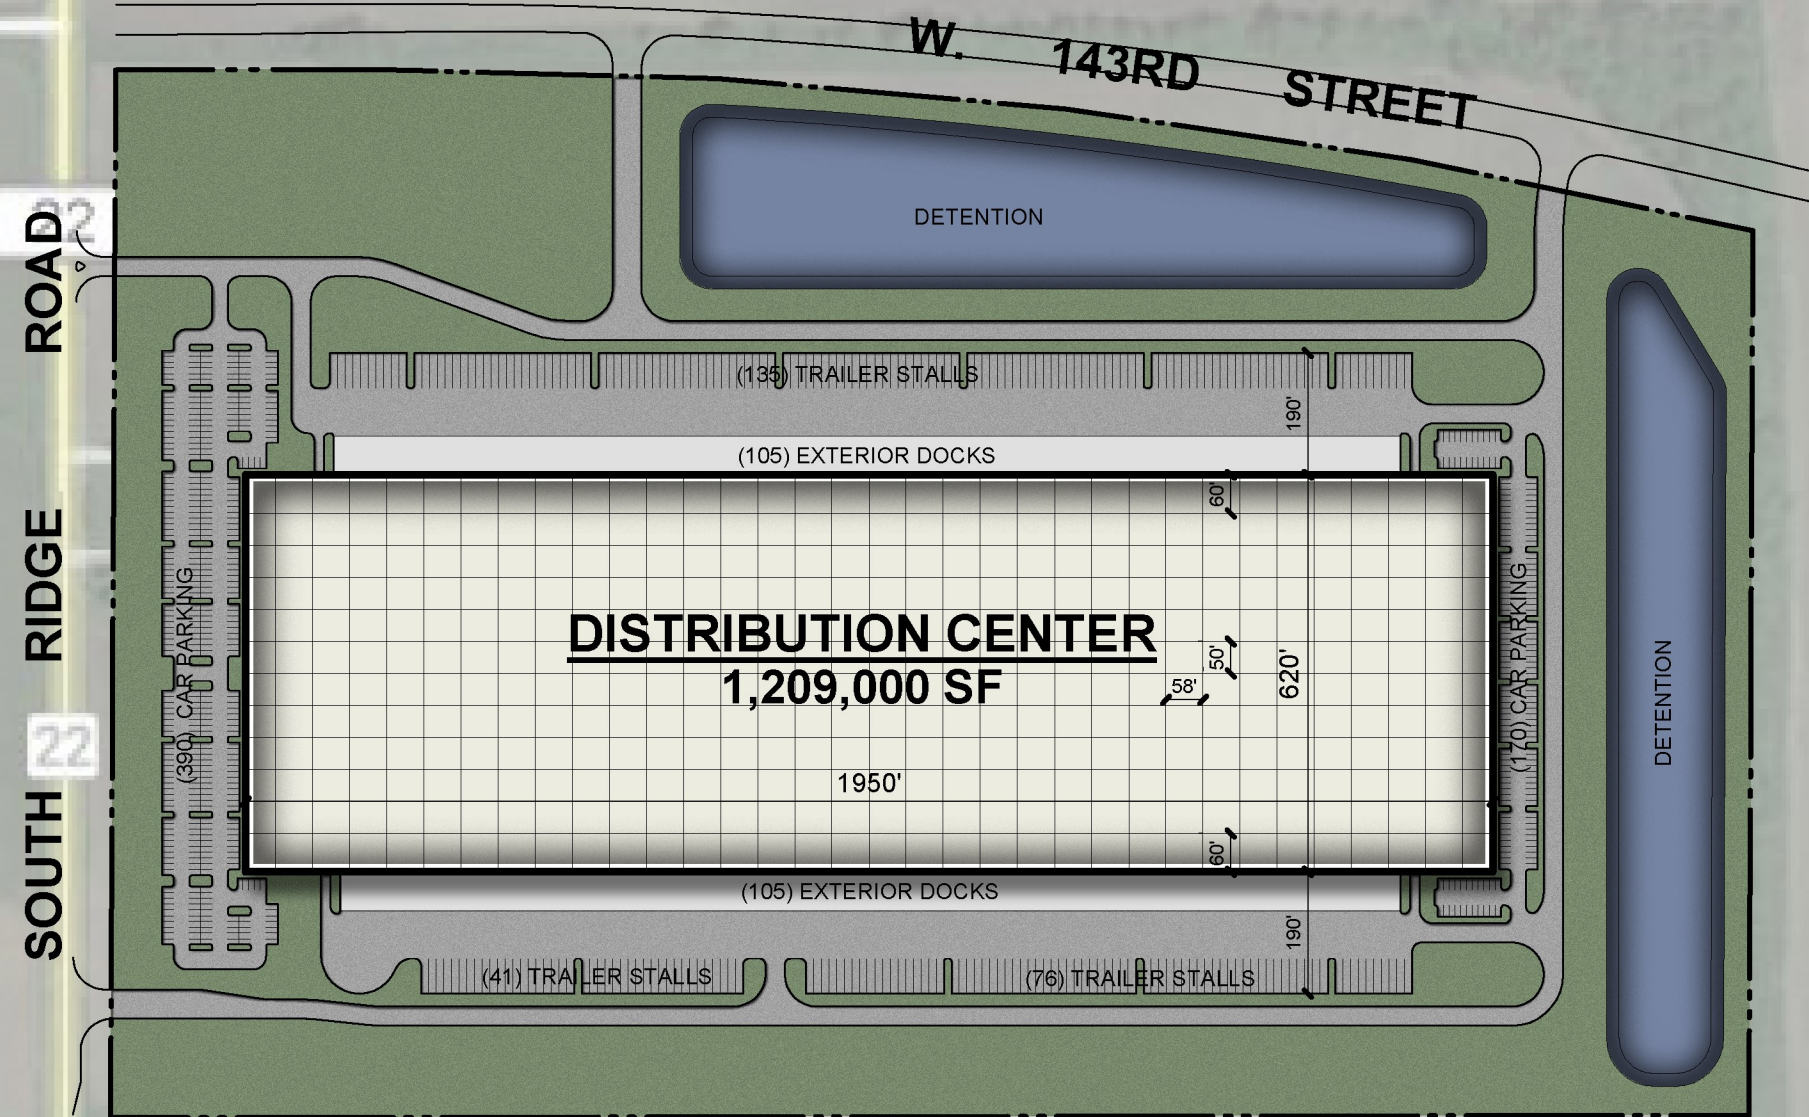 W. 143RD STREET
22
SOUTH RIDGE ROAD
DETENTION
(135) TRAILER STALLS
190'
(105) EXTERIOR DOCKS
60'
DISTRIBUTION CENTER
1,209,000 SF
50'
58'
620'
1950'
60'
(390) CAR PARKING
(170) CAR PARKING
DETENTION
22
(105) EXTERIOR DOCKS
190'
(41) TRAILER STALLS
(76) TRAILER STALLS